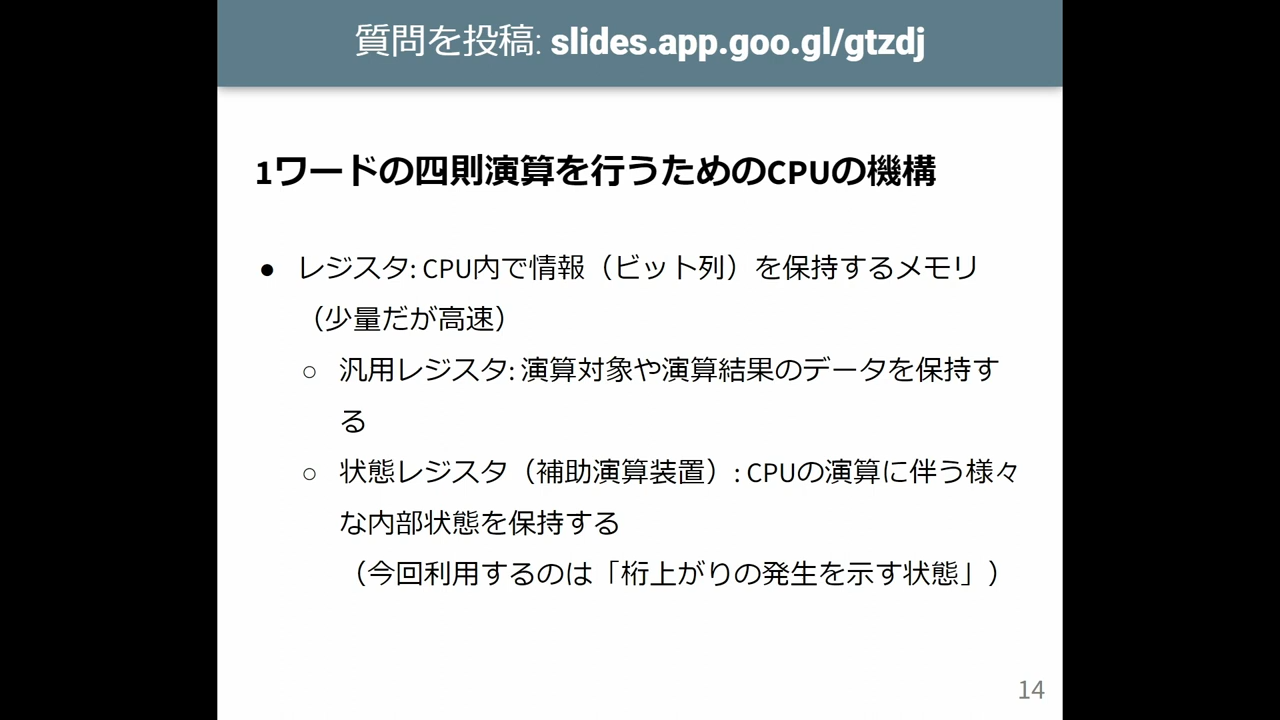 質問を投稿: slides.app.goo.gl/gtzdj
1ワードの四則演算を行うためのCPUの機構
● レジスタ: CPU内で情報（ビット列）を保持するメモリ
（少量だが高速）
○ 汎用レジスタ: 演算対象や演算結果のデータを保持す
る
○ 状態レジスタ（補助演算装置）: CPUの演算に伴う様々
な内部状態を保持する
（今回利用するのは「桁上がりの発生を示す状態」）
14